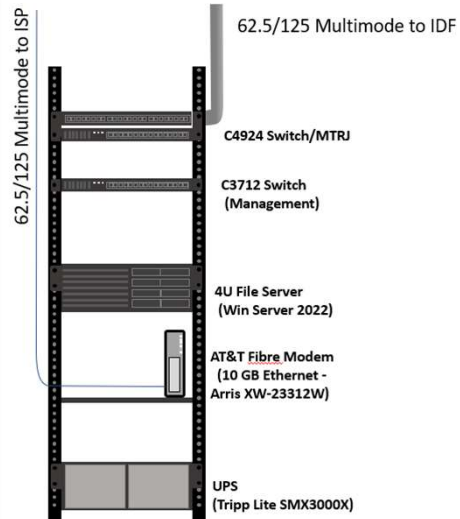 62.5/125 Multimode to ISP
62.5/125 Multimode to IDF
C4924 Switch/MTRJ
C3712 Switch
(Management)
4U File Server
(Win Server 2022)
AT&T Fibre Modem
(10 GB Ethernet -
Arris XW-23312W)
UPS
(Tripp Lite SMX3000X)